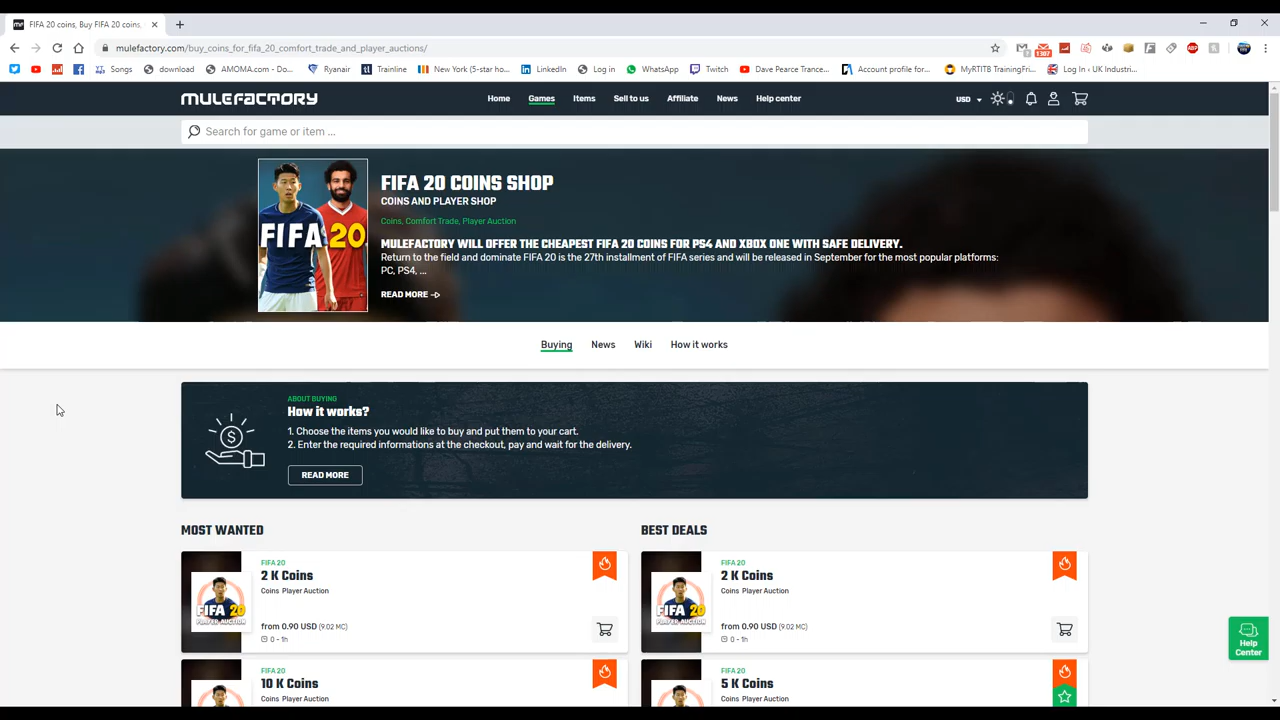 FIFA 20 coins, Buy FIFA 20 coins,
mulefactory.com/buy_coins_for_fifa_20_comfort_trade_and_player_auctions/
1307
ABP
Songs download AMOMA.com - Do... Ryanair Trainline New York (5-star ho... LinkedIn Log in WhatsApp Twitch Dave Pearce Trance... Account profile for... MyRTITB TrainingFri... Log In ‹ UK Industri...
MULEFACTORY Home Games Items Sell to us Affiliate News Help center USD
Search for game or item ...
FIFA 20
FIFA 20 COINS SHOP
COINS AND PLAYER SHOP
Coins, Comfort Trade, Player Auction
MULEFACTORY WILL OFFER THE CHEAPEST FIFA 20 COINS FOR PS4 AND XBOX ONE WITH SAFE DELIVERY.
Return to the field and dominate FIFA 20 is the 27th installment of FIFA series and will be released in September for the most popular platforms:
PC, PS4, ...
READ MORE
Buying News Wiki How it works
ABOUT BUYING
How it works?
1. Choose the items you would like to buy and put them to your cart.
2. Enter the required informations at the checkout, pay and wait for the delivery.
READ MORE
MOST WANTED
FIFA 20
2 K Coins
Coins Player Auction
FIFA 20
PLAYER AUCTION
from 0.90 USD (9.02 MC)
0 - 1h
FIFA 20
10 K Coins
Coins Player Auction
BEST DEALS
FIFA 20
2 K Coins
Coins Player Auction
FIFA 20
PLAYER AUCTION
from 0.90 USD (9.02 MC)
0 - 1h
FIFA 20
5 K Coins
Coins Player Auction
Help
Center